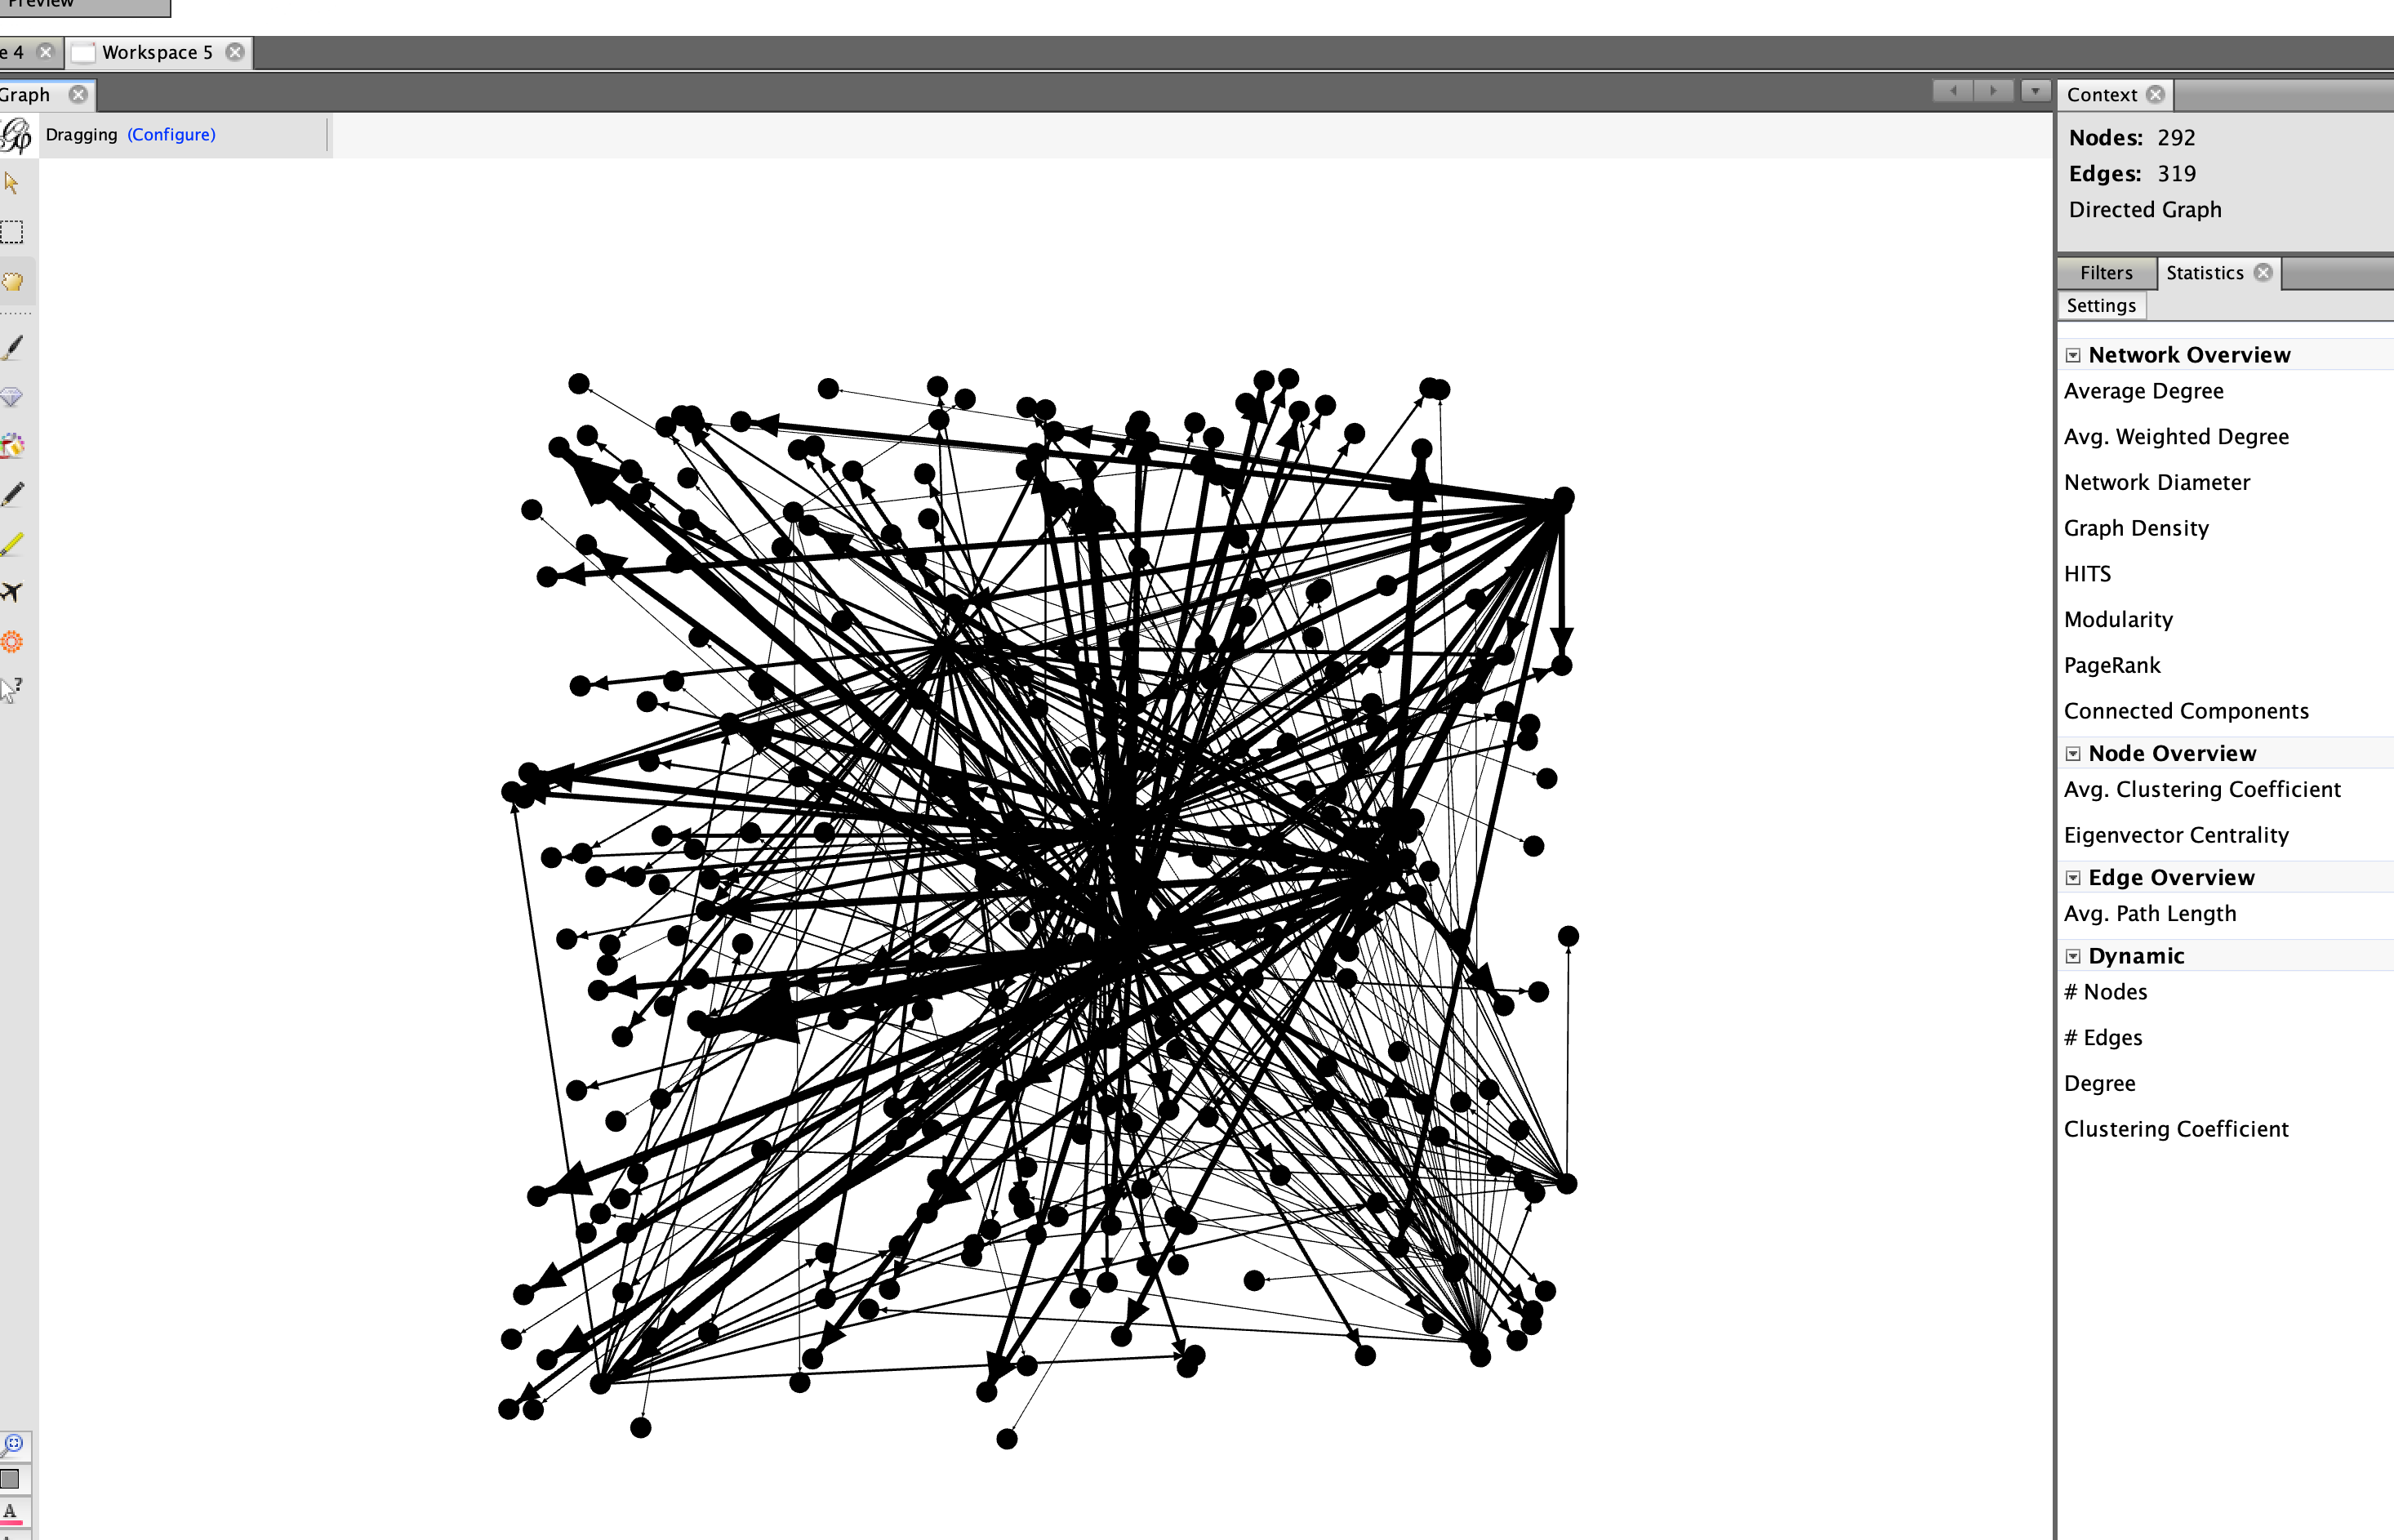 Preview
e 4
Workspace 5
Graph
Context
Dragging (Configure)
Nodes: 292
Edges: 319
Directed Graph
Filters
Statistics
Settings
Network Overview
Average Degree
Avg. Weighted Degree
Network Diameter
Graph Density
HITS
Modularity
PageRank
Connected Components
Node Overview
Avg. Clustering Coefficient
Eigenvector Centrality
Edge Overview
Avg. Path Length
Dynamic
# Nodes
# Edges
Degree
Clustering Coefficient
A